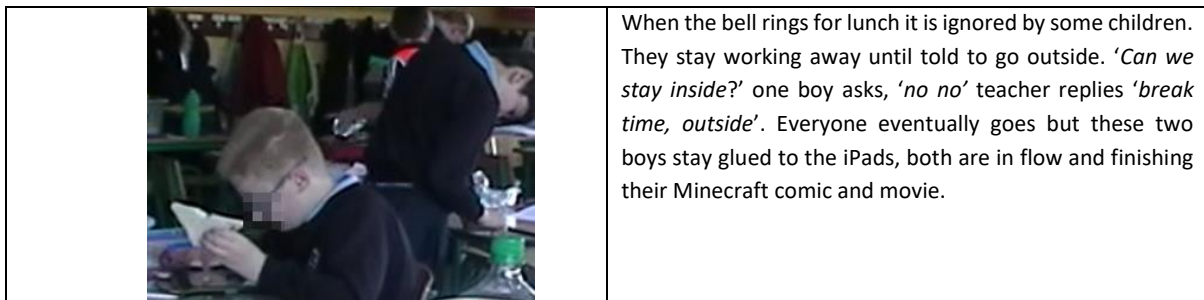 When the bell rings for lunch it is ignored by some children.
They stay working away until told to go outside. ‘Can we
stay inside?’ one boy asks, ‘no no’ teacher replies ‘break
time, outside’. Everyone eventually goes but these two
boys stay glued to the iPads, both are in flow and finishing
their Minecraft comic and movie.